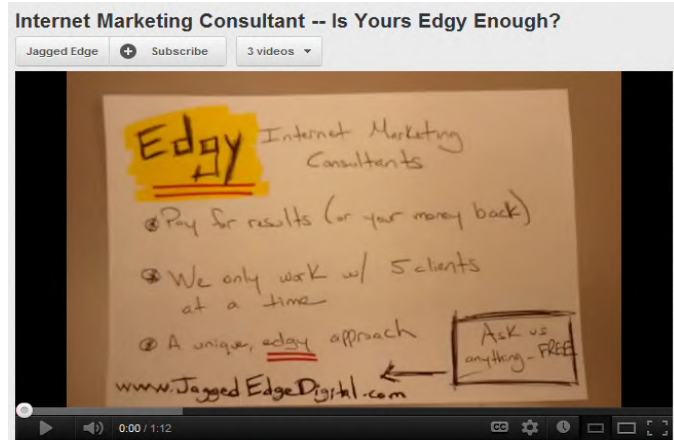 Internet Marketing Consultant -- Is Yours Edgy Enough?
Jagged Edge Subscribe 3 videos
Edgy Internet Marketing
Consultants
Pay for results (or your money back)
We only work w/ 5 clients
at a time
A unique, edgy approach
Ask us
anything - FREE
www.JaggedEdgeDigital.com
0:00 / 1:12
CC